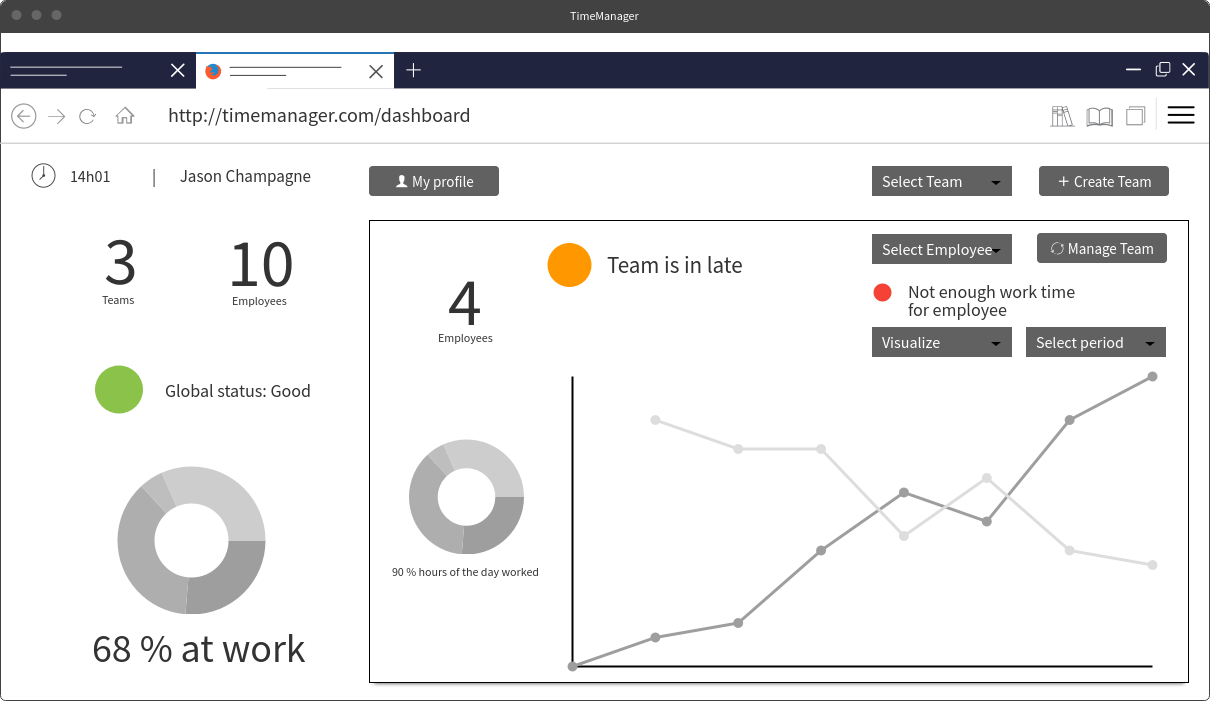 TimeManager
http://timemanager.com/dashboard
14h01 | Jason Champagne
My profile
Select Team
+ Create Team
3
Teams
10
Employees
Global status: Good
68 % at work
4
Employees
Team is in late
Select Employee
Manage Team
Not enough work time
for employee
Visualize
Select period
90 % hours of the day worked